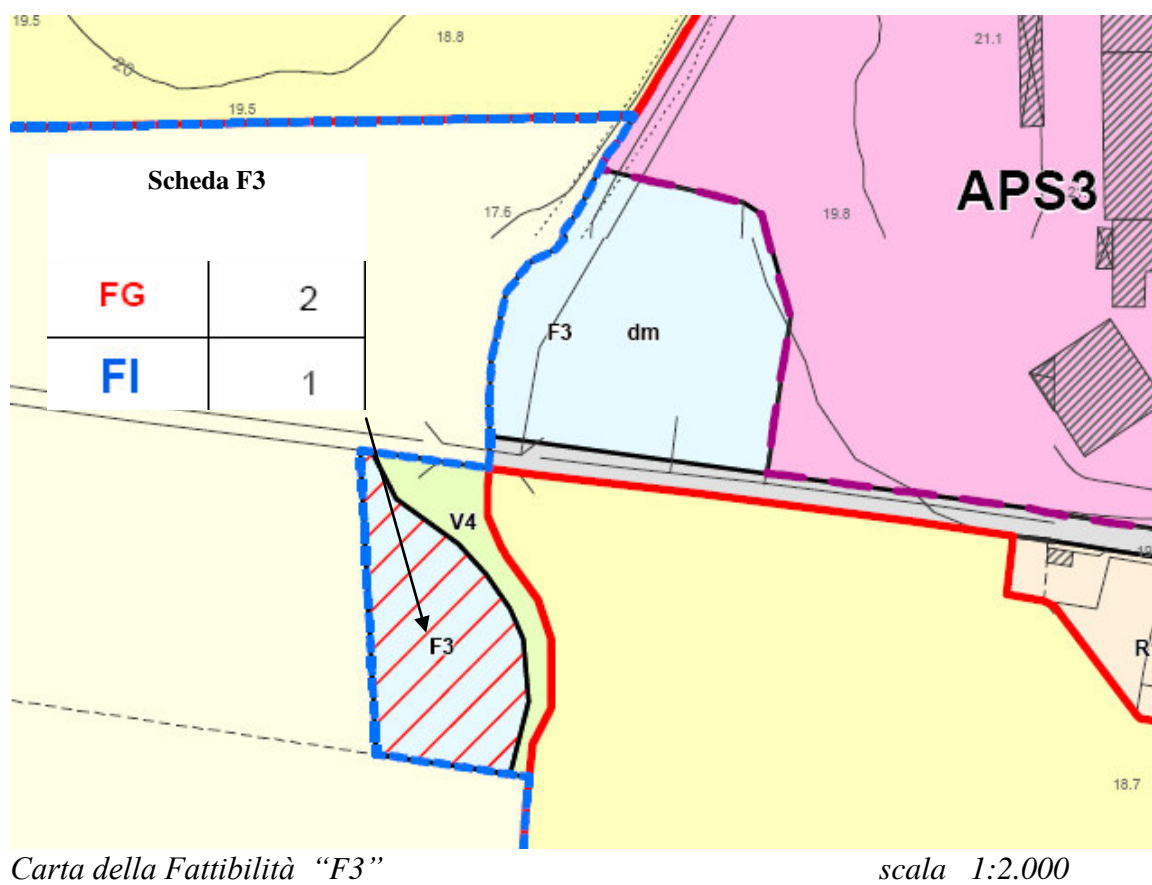 19.5
18.8
21.1
20
19.5
Scheda F3
17.6
19.8
APS3
FG 2
F3 dm
FI 1
V4
F3
R
18.7
Carta della Fattibilità “F3” scala 1:2.000